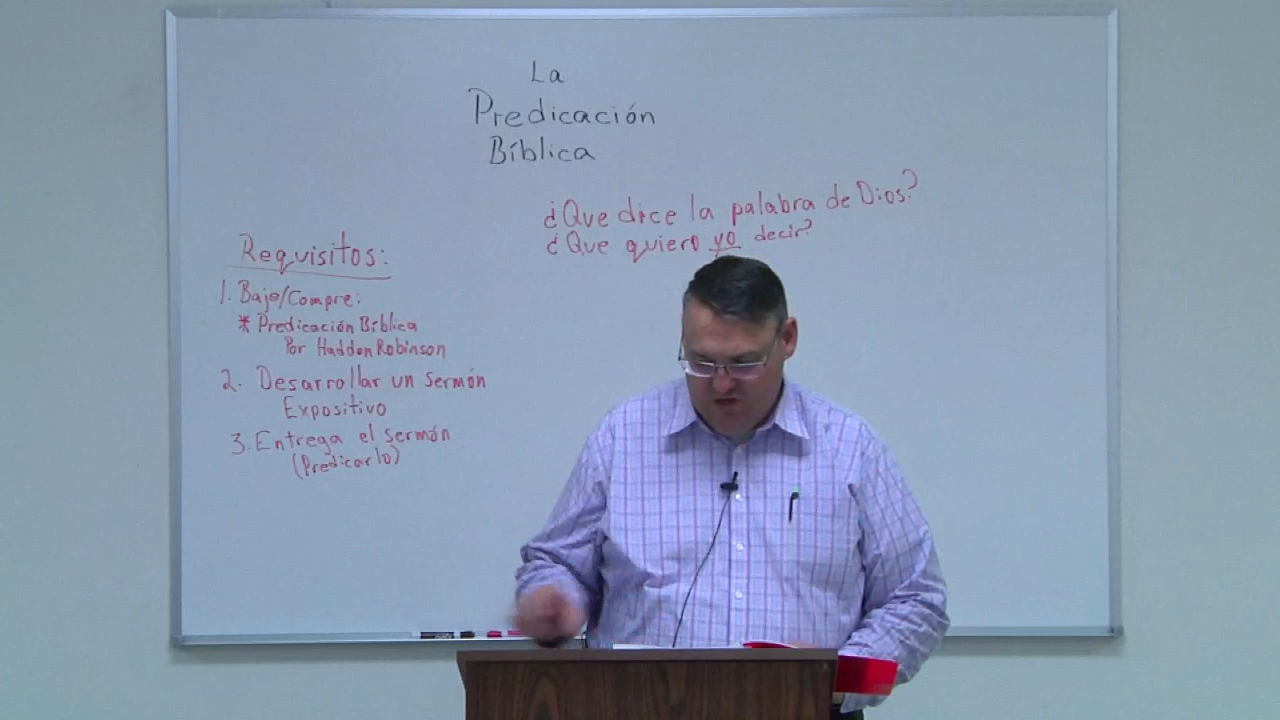 La
Predicación
Bíblica
¿Que dice la palabra de Dios?
¿Que quiero yo decir?
Requisitos:
1. Baje/Compre:
* Predicación Bíblica
Por Haddon Robinson
2. Desarrollar un sermón
Expositivo
3. Entrega el sermón
(Predicarlo)